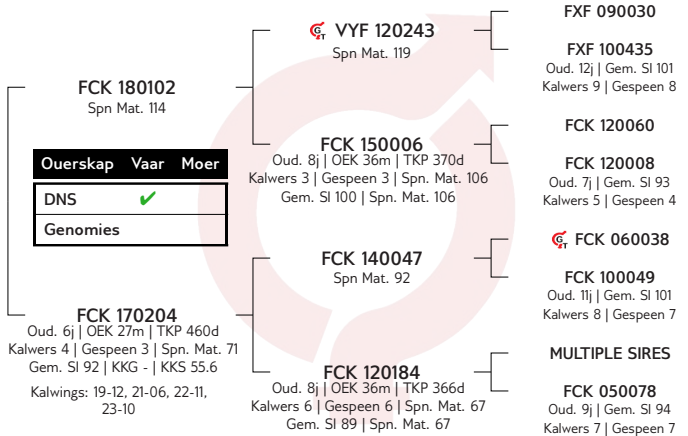 FXF 090030
VYF 120243
Spn Mat. 119
FXF 100435
Oud. 12j | Gem. SI 101
Kalwers 9 | Gespeen 8
FCK 180102
Spn Mat. 114
FCK 120060
FCK 150006
Oud. 8j | OEK 36m | TKP 370d
Kalwers 3 | Gespeen 3 | Spn. Mat. 106
Gem. SI 100 | Spn. Mat. 106
FCK 120008
Oud. 7j | Gem. SI 93
Kalwers 5 | Gespeen 4
Ouerskap Vaar Moer
DNS ✔
Genomies
GT FCK 060038
FCK 140047
Spn Mat. 92
FCK 100049
Oud. 11j | Gem. SI 101
Kalwers 8 | Gespeen 7
FCK 170204
Oud. 6j | OEK 27m | TKP 460d
Kalwers 4 | Gespeen 3 | Spn. Mat. 71
Gem. SI 92 | KKG - | KKS 55.6
Kalwings: 19-12, 21-06, 22-11,
23-10
MULTIPLE SIRES
FCK 120184
Oud. 8j | OEK 36m | TKP 366d
Kalwers 6 | Gespeen 6 | Spn. Mat. 67
Gem. SI 89 | Spn. Mat. 67
FCK 050078
Oud. 9j | Gem. SI 94
Kalwers 7 | Gespeen 7